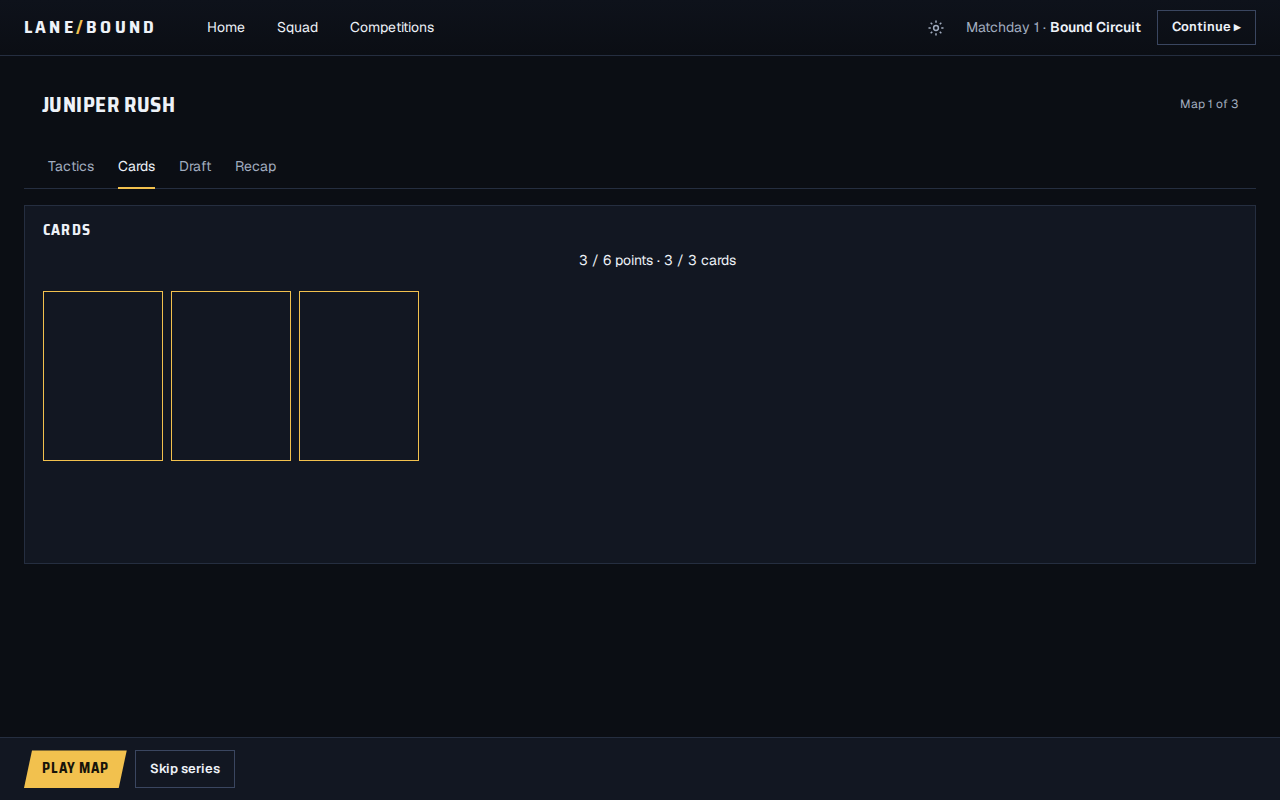 LANE/BOUND
Home
Squad
Competitions
Matchday 1 · Bound Circuit
Continue ▸
JUNIPER RUSH
Map 1 of 3
Tactics
Cards
Draft
Recap
CARDS
3 / 6 points · 3 / 3 cards
PLAY MAP
Skip series